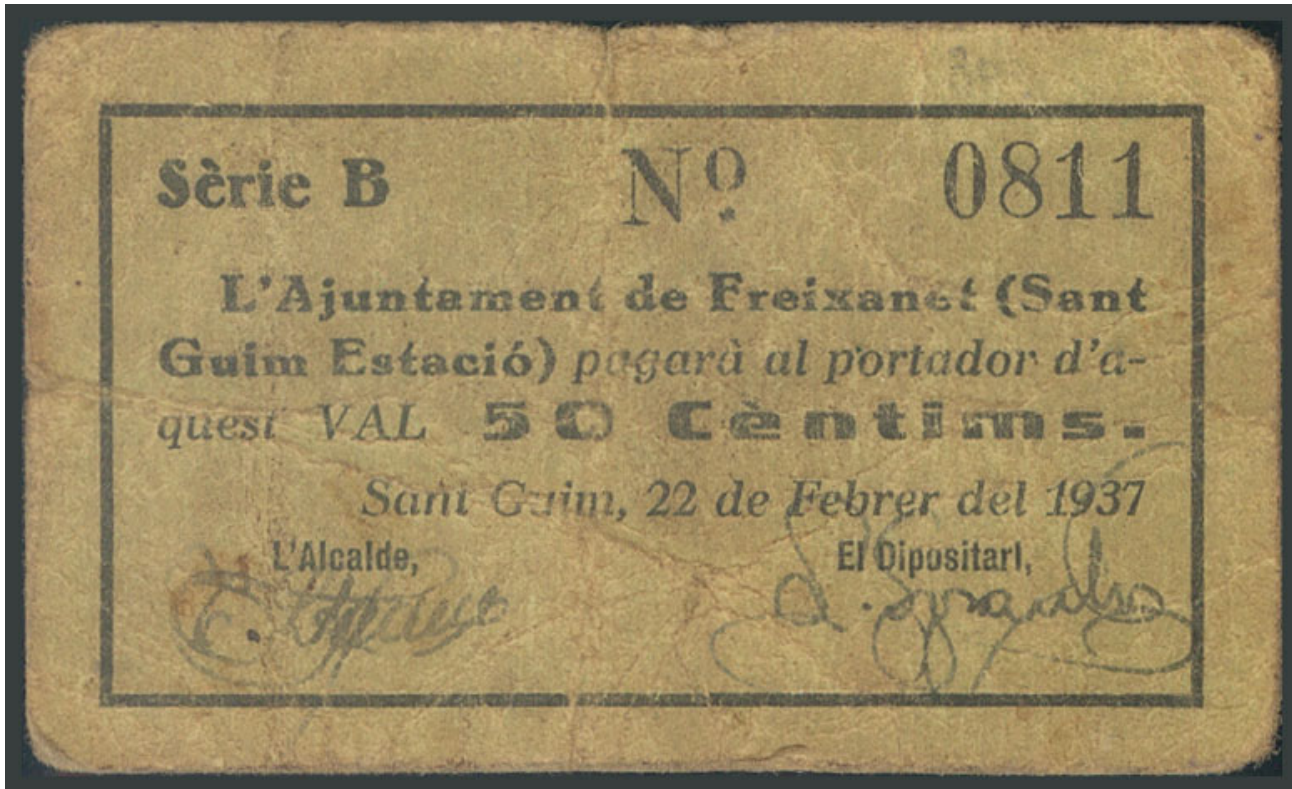 Sèrie B Nº 0811
L'Ajuntament de Freixanet (Sant
Guim Estació) pagarà al portador d'a-
quest VAL 50 Cèntims.
Sant Guim, 22 de Febrer del 1937
L'Alcalde, El Dipositari,